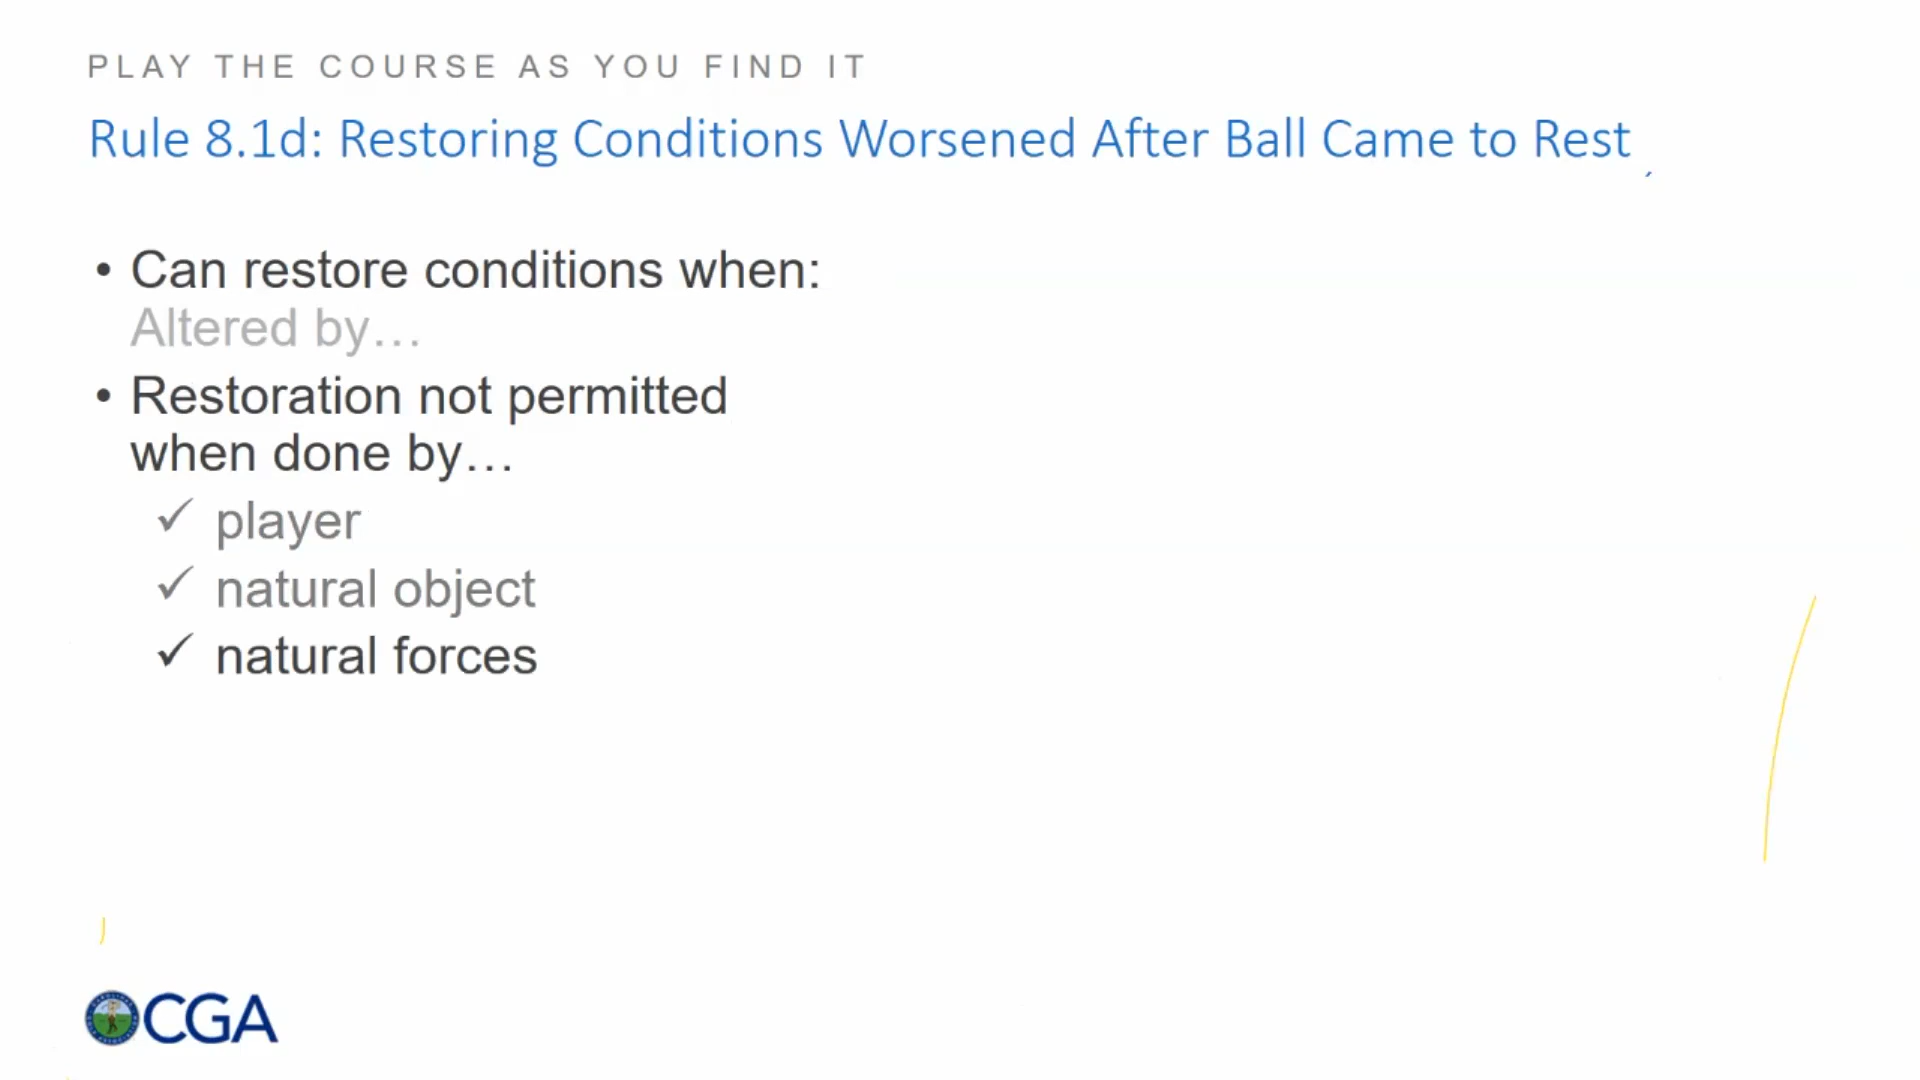 PLAY THE COURSE AS YOU FIND IT
Rule 8.1d: Restoring Conditions Worsened After Ball Came to Rest
• Can restore conditions when:
Altered by…
• Restoration not permitted
when done by…
✓ player
✓ natural object
✓ natural forces
CGA